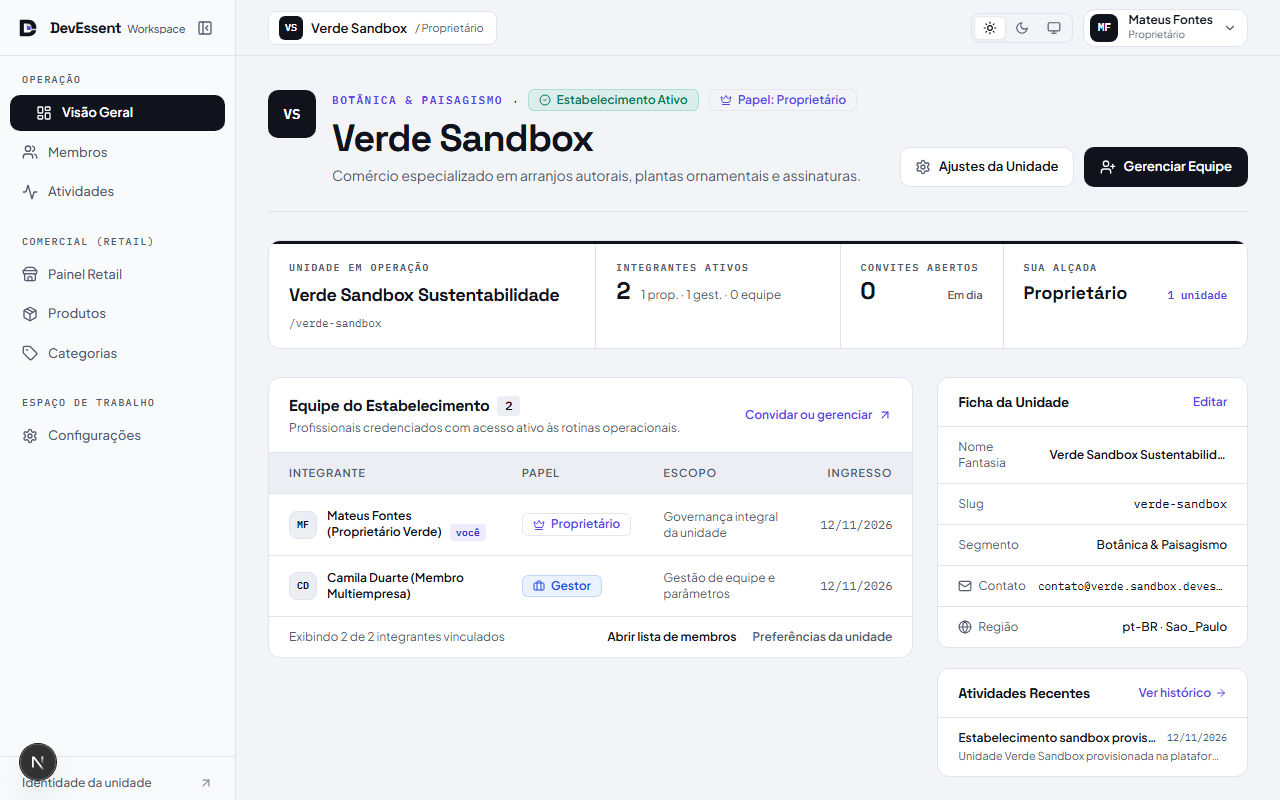 DevEssent Workspace
OPERAÇÃO
Visão Geral
Membros
Atividades
COMERCIAL (RETAIL)
Painel Retail
Produtos
Categorias
ESPAÇO DE TRABALHO
Configurações
N
Identidade da unidade
VS Verde Sandbox / Proprietário
MF Mateus Fontes
Proprietário
VS
BOTÂNICA & PAISAGISMO · Estabelecimento Ativo Papel: Proprietário
Verde Sandbox
Comércio especializado em arranjos autorais, plantas ornamentais e assinaturas.
Ajustes da Unidade
Gerenciar Equipe
UNIDADE EM OPERAÇÃO
Verde Sandbox Sustentabilidade
/verde-sandbox
INTEGRANTES ATIVOS
2 1 prop. · 1 gest. · 0 equipe
CONVITES ABERTOS
0 Em dia
SUA ALÇADA
Proprietário 1 unidade
Equipe do Estabelecimento 2
Profissionais credenciados com acesso ativo às rotinas operacionais.
Convidar ou gerenciar
INTEGRANTE PAPEL ESCOPO INGRESSO
MF Mateus Fontes
(Proprietário Verde) você
Proprietário
Governança integral
da unidade
12/11/2026
CD Camila Duarte (Membro
Multiempresa)
Gestor
Gestão de equipe e
parâmetros
12/11/2026
Exibindo 2 de 2 integrantes vinculados
Abrir lista de membros
Preferências da unidade
Ficha da Unidade Editar
Nome
Fantasia
Verde Sandbox Sustentabilid...
Slug verde-sandbox
Segmento Botânica & Paisagismo
Contato contato@verde.sandbox.deves...
Região pt-BR · Sao_Paulo
Atividades Recentes Ver histórico
Estabelecimento sandbox provis... 12/11/2026
Unidade Verde Sandbox provisionada na platafor...